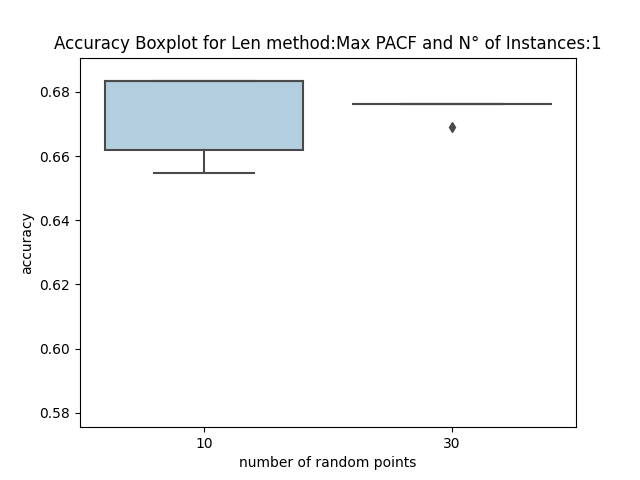 Accuracy Boxplot for Len method:Max PACF and N° of Instances:1
0.68
0.66
0.64
0.62
0.60
0.58
accuracy
10
30
number of random points